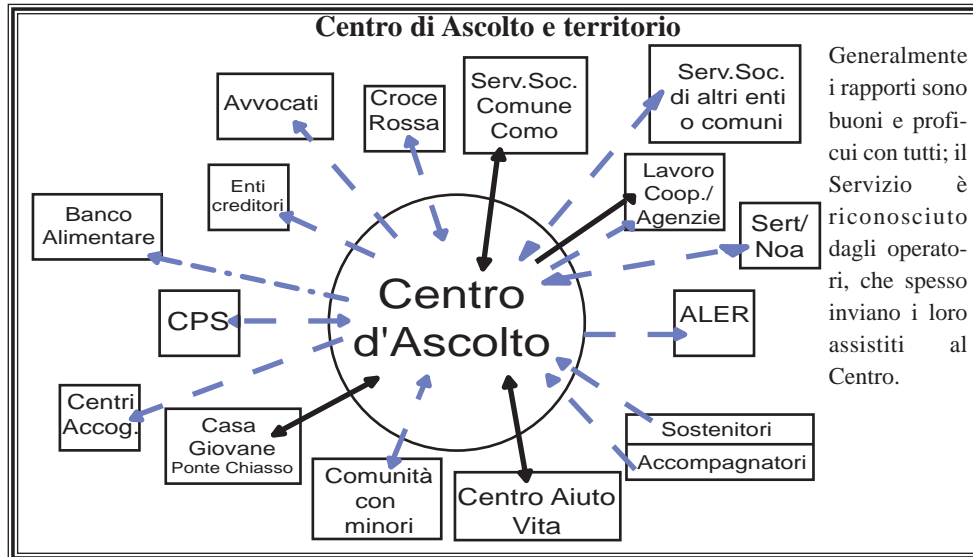 Centro di Ascolto e territorio
Avvocati
Croce
Rossa
Serv.Soc.
Comune
Como
Serv.Soc.
di altri enti
o comuni
Enti
creditori
Lavoro
Coop./
Agenzie
Banco
Alimentare
Sert/
Noa
CPS
Centro
d'Ascolto
ALER
Centri
Accog.
Casa
Giovane
Ponte Chiasso
Comunità
con
minori
Centro Aiuto
Vita
Sostenitori
Accompagnatori
Generalmente
i rapporti sono
buoni e profi-
cui con tutti; il
Servizio è
riconosciuto
dagli operato-
ri, che spesso
inviano i loro
assistiti al
Centro.